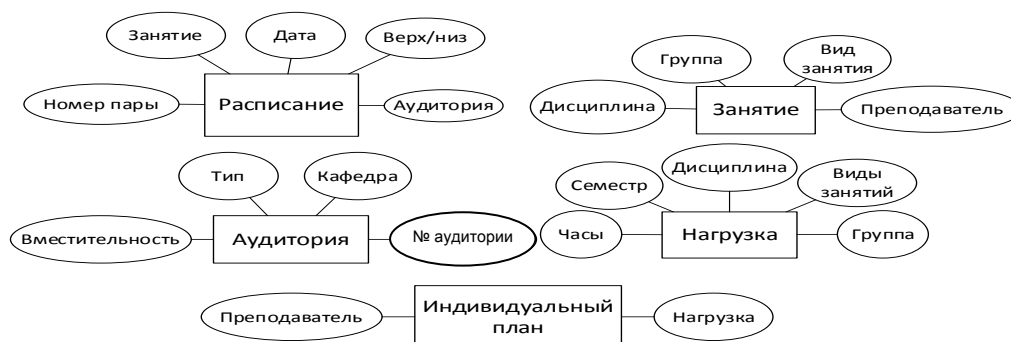 Занятие
Дата
Верх/низ
Номер пары
Расписание
Аудитория
Группа
Вид
занятия
Дисциплина
Занятие
Преподаватель
Тип
Кафедра
Вместительность
Аудитория
№ аудитории
Дисциплина
Семестр
Виды
занятий
Часы
Нагрузка
Группа
Преподаватель
Индивидуальный
план
Нагрузка